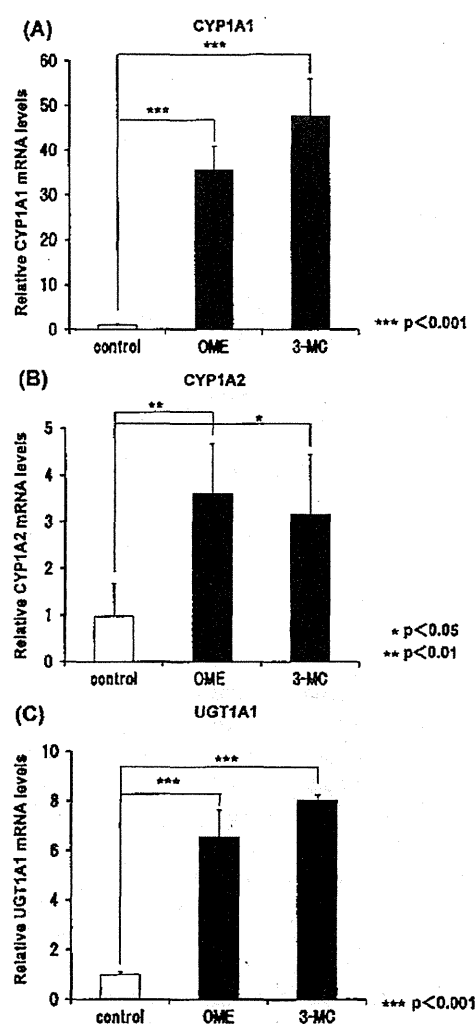 (A) CYP1A1
***
***
Relative CYP1A1 mRNA levels
60
50
40
30
20
10
0
control OME 3-MC
*** p<0.001
(B) CYP1A2
**
*
Relative CYP1A2 mRNA levels
5
4
3
2
1
0
control OME 3-MC
* p<0.05
** p<0.01
(C) UGT1A1
***
***
Relative UGT1A1 mRNA levels
10
8
6
4
2
0
control OME 3-MC
*** p<0.001